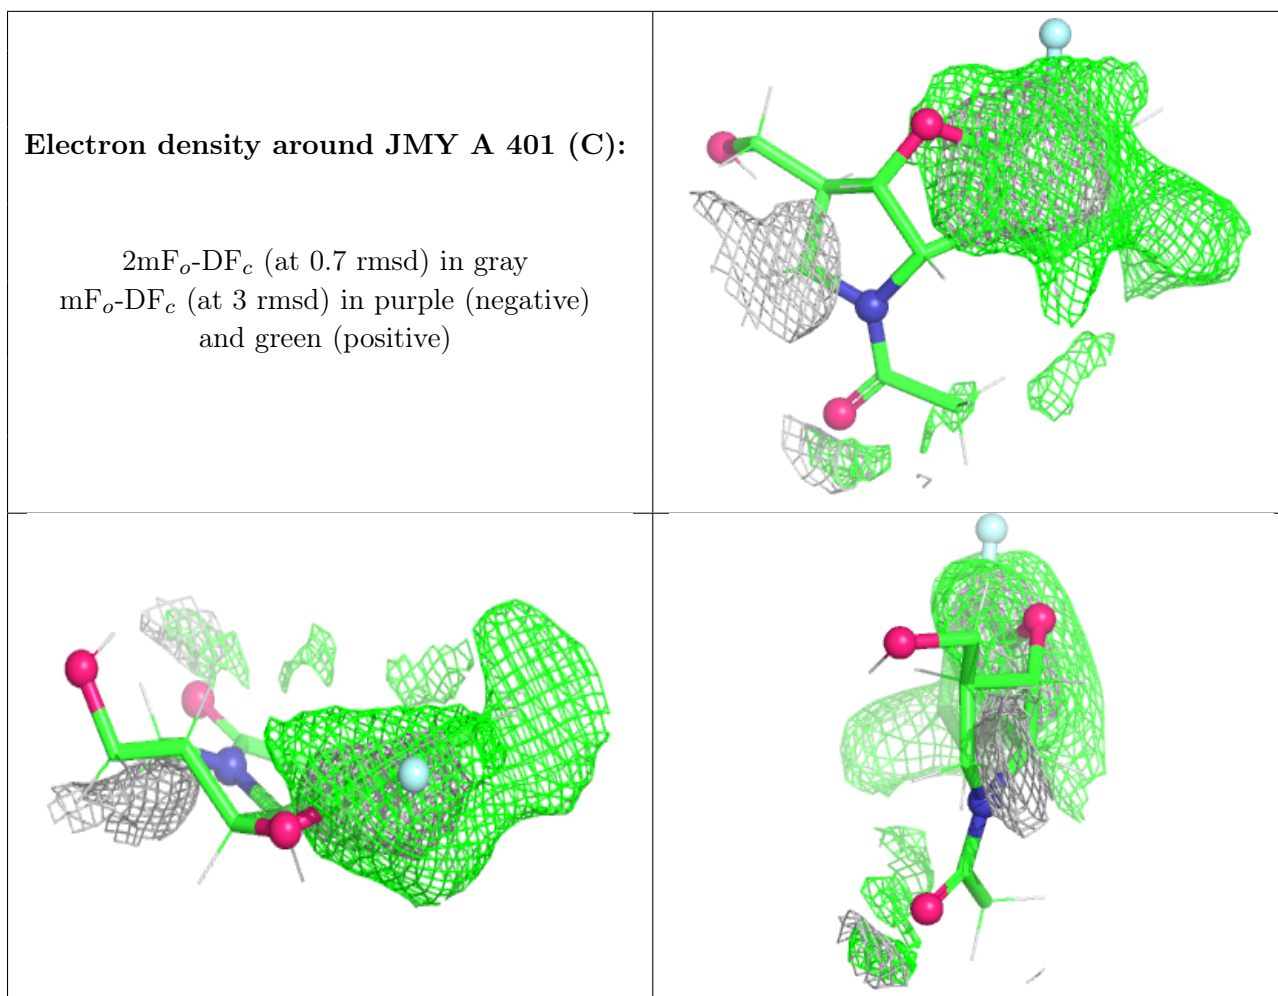 Electron density around JMY A 401 (C):
2mFo-DFc (at 0.7 rmsd) in gray
mFo-DFc (at 3 rmsd) in purple (negative)
and green (positive)